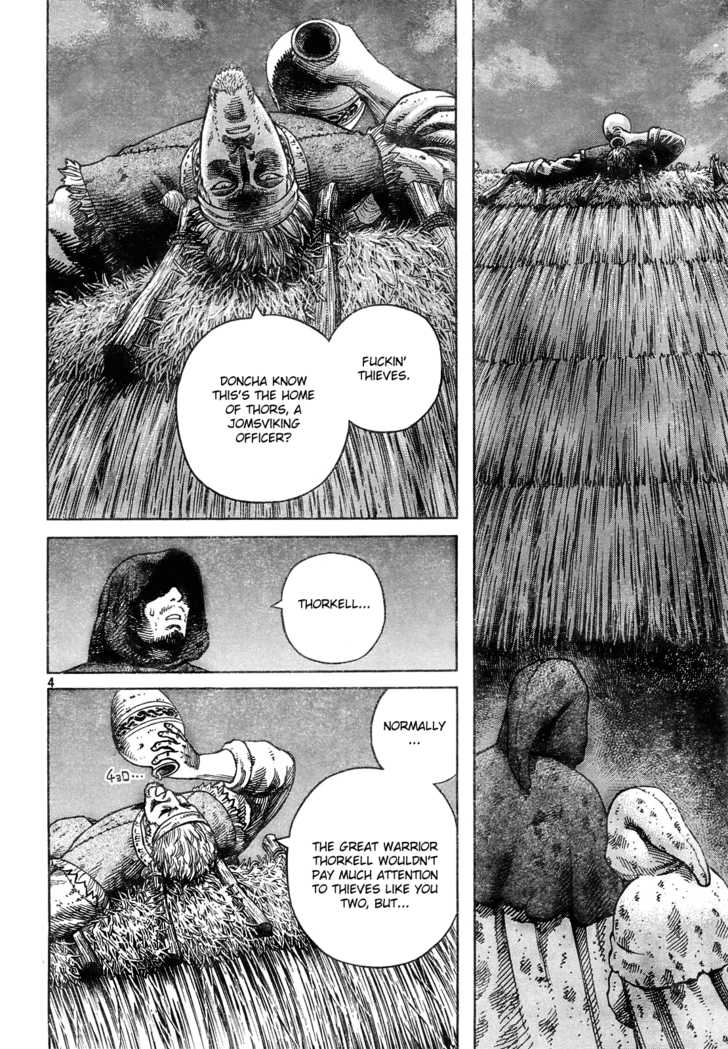 FUCKIN'
THIEVES.
DONCHA KNOW
THIS'S THE HOME
OF THORS, A
JOMSVIKING
OFFICER?
THORKELL...
4
NORMALLY
...
THE GREAT WARRIOR
THORKELL WOULDN'T
PAY MUCH ATTENTION
TO THIEVES LIKE YOU
TWO, BUT...